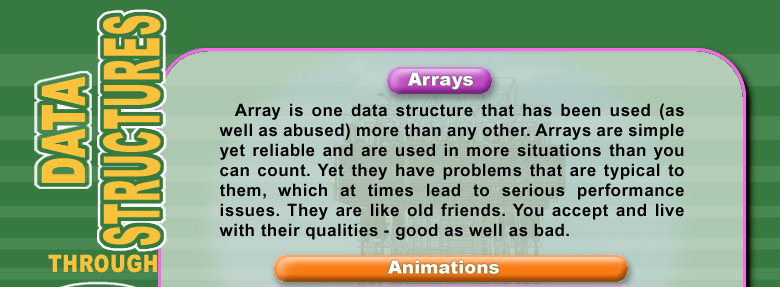 DATA
STRUCTURES
THROUGH
Arrays
Array is one data structure that has been used (as
well as abused) more than any other. Arrays are simple
yet reliable and are used in more situations than you
can count. Yet they have problems that are typical to
them, which at times lead to serious performance
issues. They are like old friends. You accept and live
with their qualities - good as well as bad.
Animations